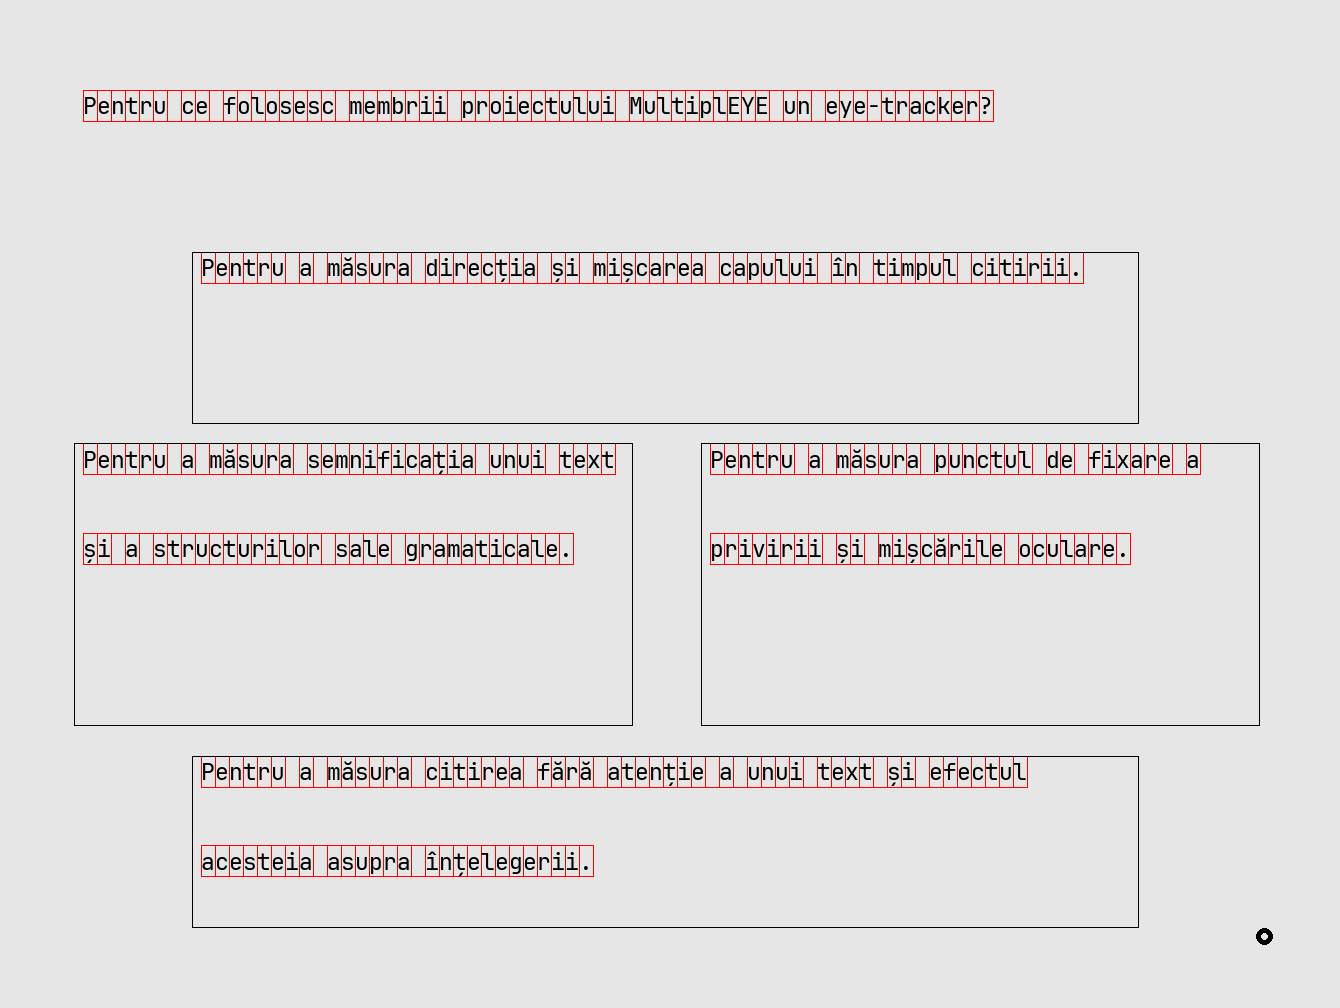 Pentru ce folosesc membrii proiectului MultiplEYE un eye-tracker?
Pentru a măsura direcția și mișcarea capului în timpul citirii.
Pentru a măsura semnificația unui text
și a structurilor sale gramaticale.
Pentru a măsura punctul de fixare a
privirii și mișcările oculare.
Pentru a măsura citirea fără atenție a unui text și efectul
acesteia asupra înțelegerii.